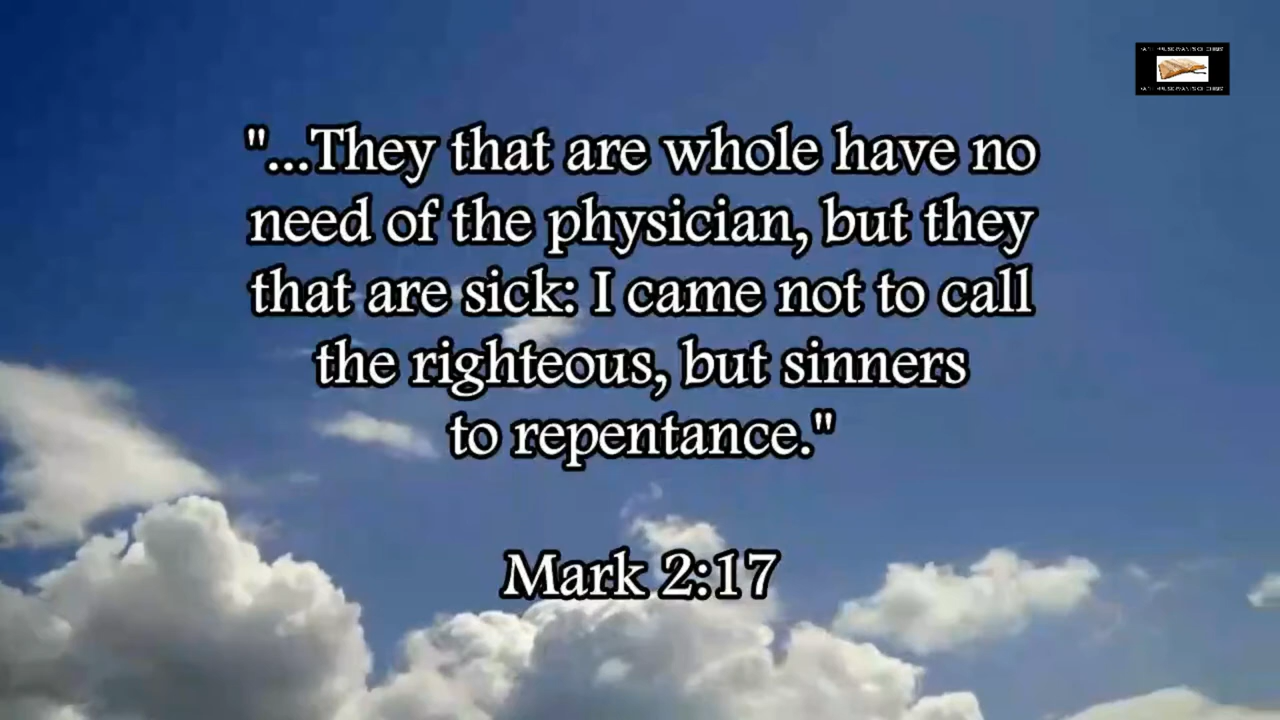 "...They that are whole have no
need of the physician, but they
that are sick: I came not to call
the righteous, but sinners
to repentance."
Mark 2:17